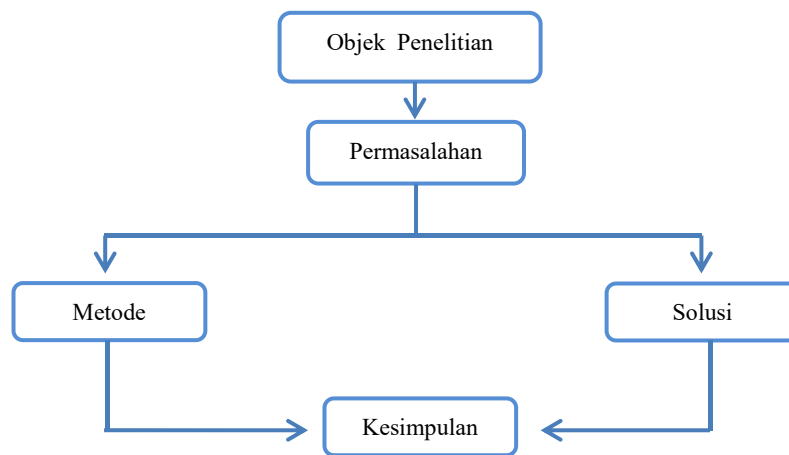 Objek Penelitian
Permasalahan
Metode
Solusi
Kesimpulan